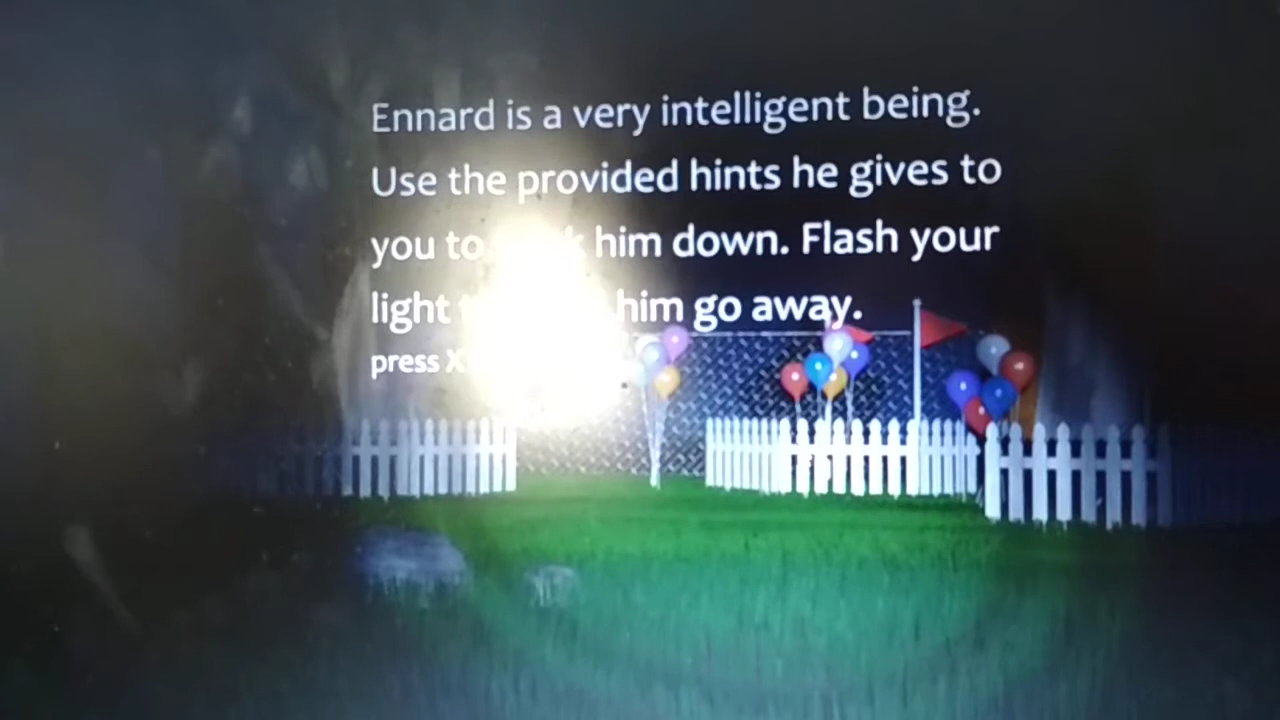 Ennard is a very intelligent being.
Use the provided hints he gives to
you to him down. Flash your
light him go away.
press X